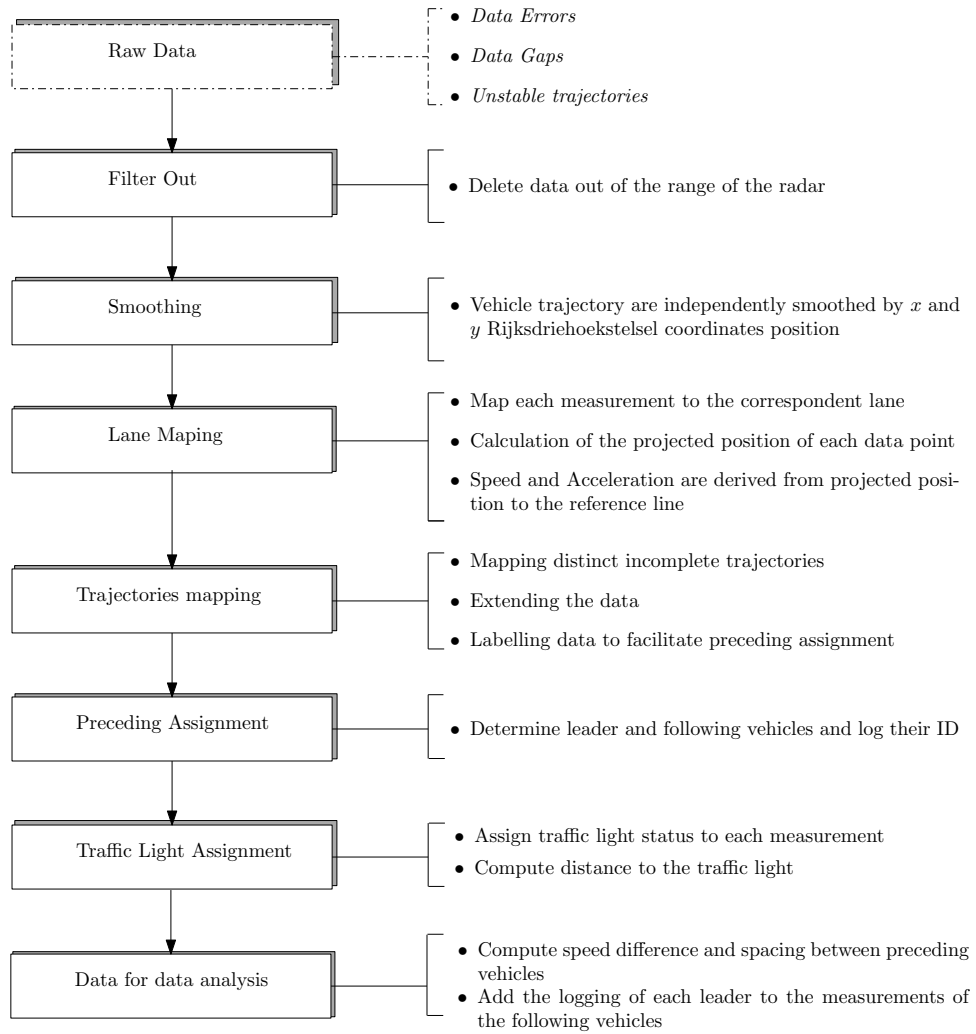 Raw Data
• Data Errors
• Data Gaps
• Unstable trajectories
Filter Out
• Delete data out of the range of the radar
Smoothing
• Vehicle trajectory are independently smoothed by x and
y Rijksdriehoekstelsel coordinates position
Lane Maping
• Map each measurement to the correspondent lane
• Calculation of the projected position of each data point
• Speed and Acceleration are derived from projected posi-
tion to the reference line
Trajectories mapping
• Mapping distinct incomplete trajectories
• Extending the data
• Labelling data to facilitate preceding assignment
Preceding Assignment
• Determine leader and following vehicles and log their ID
Traffic Light Assignment
• Assign traffic light status to each measurement
• Compute distance to the traffic light
Data for data analysis
• Compute speed difference and spacing between preceding
vehicles
• Add the logging of each leader to the measurements of
the following vehicles